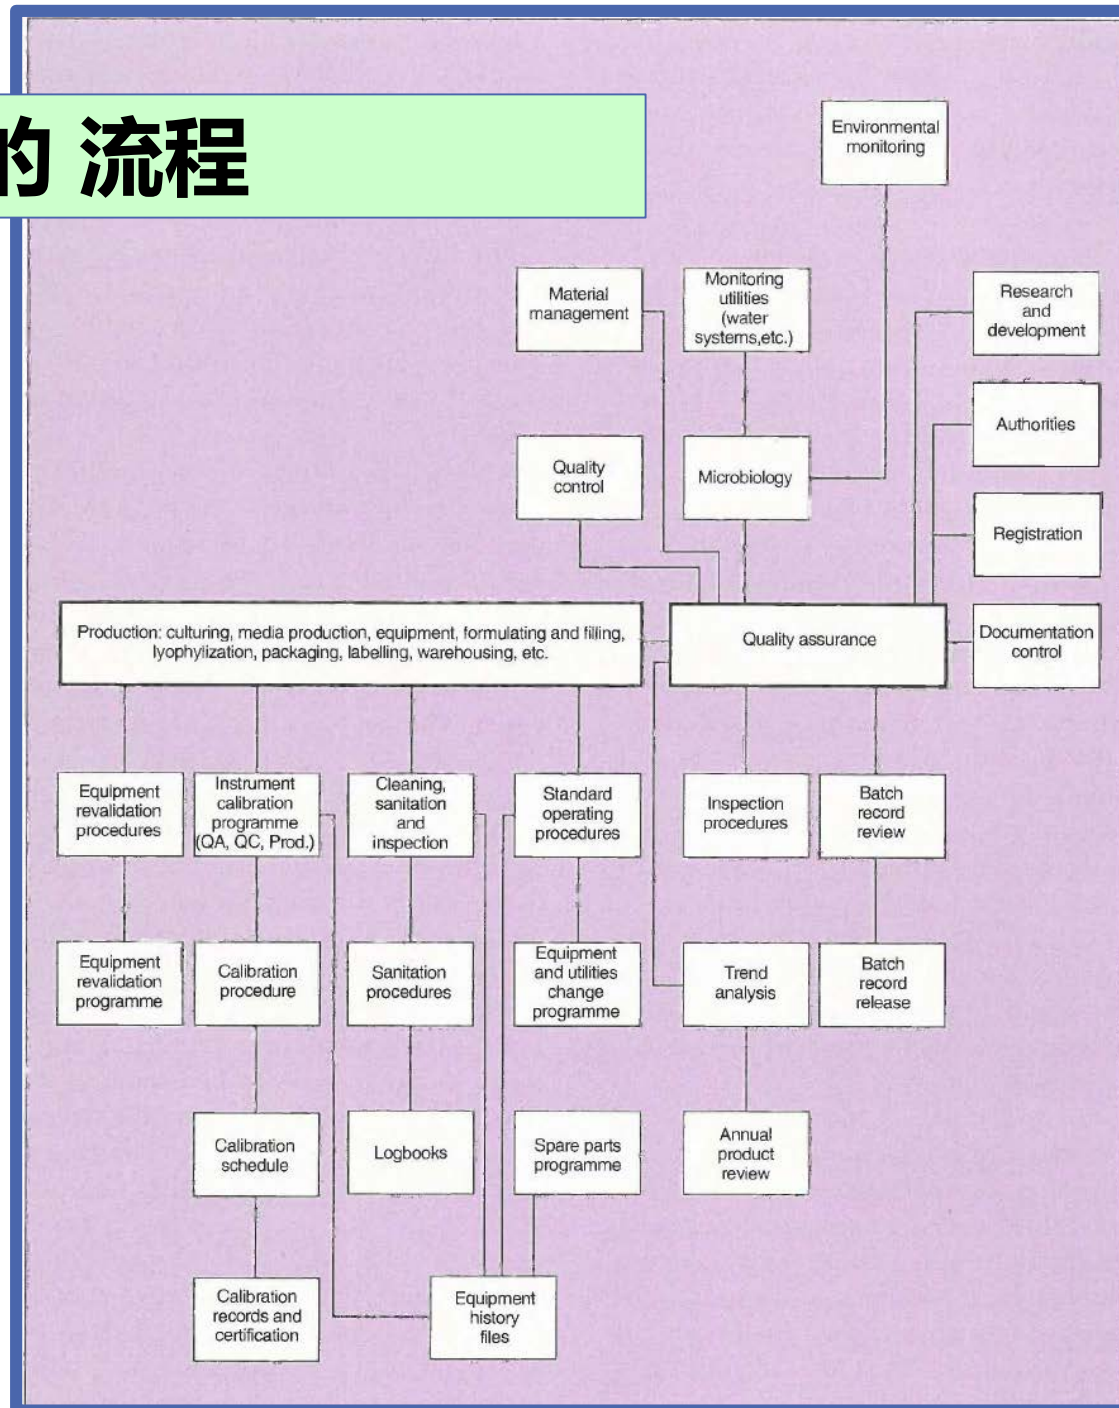 的 流程
Environmental
monitoring
Material
management
Monitoring
utilities
(water
systems,etc.)
Research
and
development
Authorities
Quality
control
Microbiology
Registration
Production: culturing, media production, equipment, formulating and filling,
lyophylization, packaging, labelling, warehousing, etc.
Quality assurance
Documentation
control
Equipment
revalidation
procedures
Instrument
calibration
programme
(QA, QC, Prod.)
Cleaning,
sanitation
and
inspection
Standard
operating
procedures
Inspection
procedures
Batch
record
review
Equipment
revalidation
programme
Calibration
procedure
Sanitation
procedures
Equipment
and utilities
change
programme
Trend
analysis
Batch
record
release
Calibration
schedule
Logbooks
Spare parts
programme
Annual
product
review
Calibration
records and
certification
Equipment
history
files